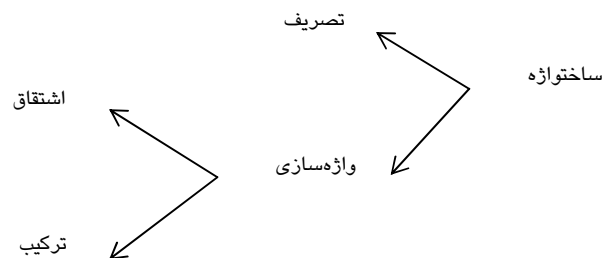 تصریف
ساختواژه
اشتقاق
واژه‌سازی
ترکیب